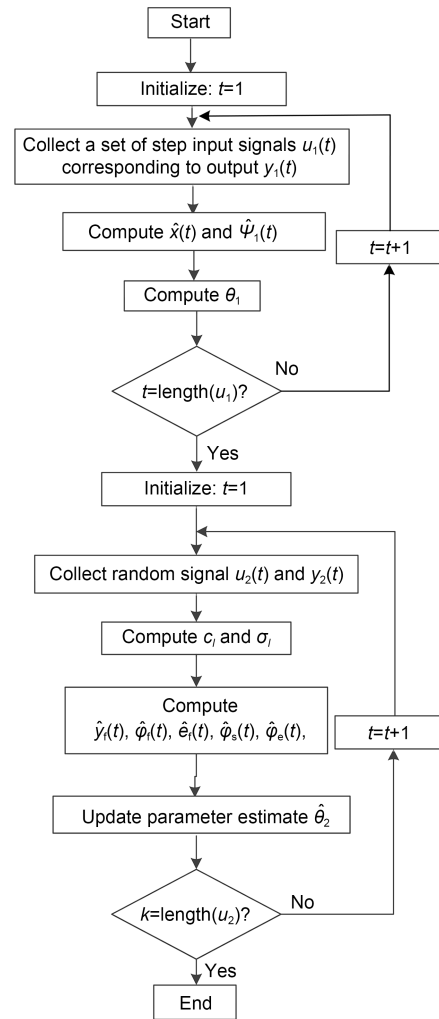 Start
Initialize: t=1
Collect a set of step input signals u₁(t)
corresponding to output y₁(t)
Compute x̂(t) and Ψ̂₁(t)
t=t+1
Compute θ₁
t=length(u₁)?
No
Yes
Initialize: t=1
Collect random signal u₂(t) and y₂(t)
Compute cₗ and σₗ
Compute
ŷf(t), φ̂f(t), êf(t), φ̂s(t), φ̂e(t),
t=t+1
Update parameter estimate θ̂₂
k=length(u₂)?
No
Yes
End